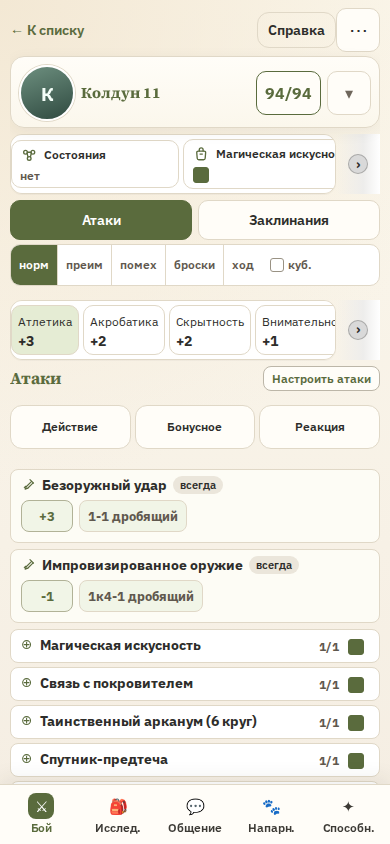 ← К списку
Справка
...
К
Колдун 11
94/94
▼
Состояния
нет
Магическая искусно
›
Атаки
Заклинания
норм
преим
помех
броски
ход
куб.
Атлетика
+3
Акробатика
+2
Скрытность
+2
Внимательно
+1
›
Атаки
Настроить атаки
Действие
Бонусное
Реакция
Безоружный удар
всегда
+3
1-1 дробящий
Импровизированное оружие
всегда
-1
1к4-1 дробящий
Магическая искусность
1/1
Связь с покровителем
1/1
Таинственный арканум (6 круг)
1/1
Спутник-предтеча
1/1
Бой
Исслед.
Общение
Напарн.
Способн.